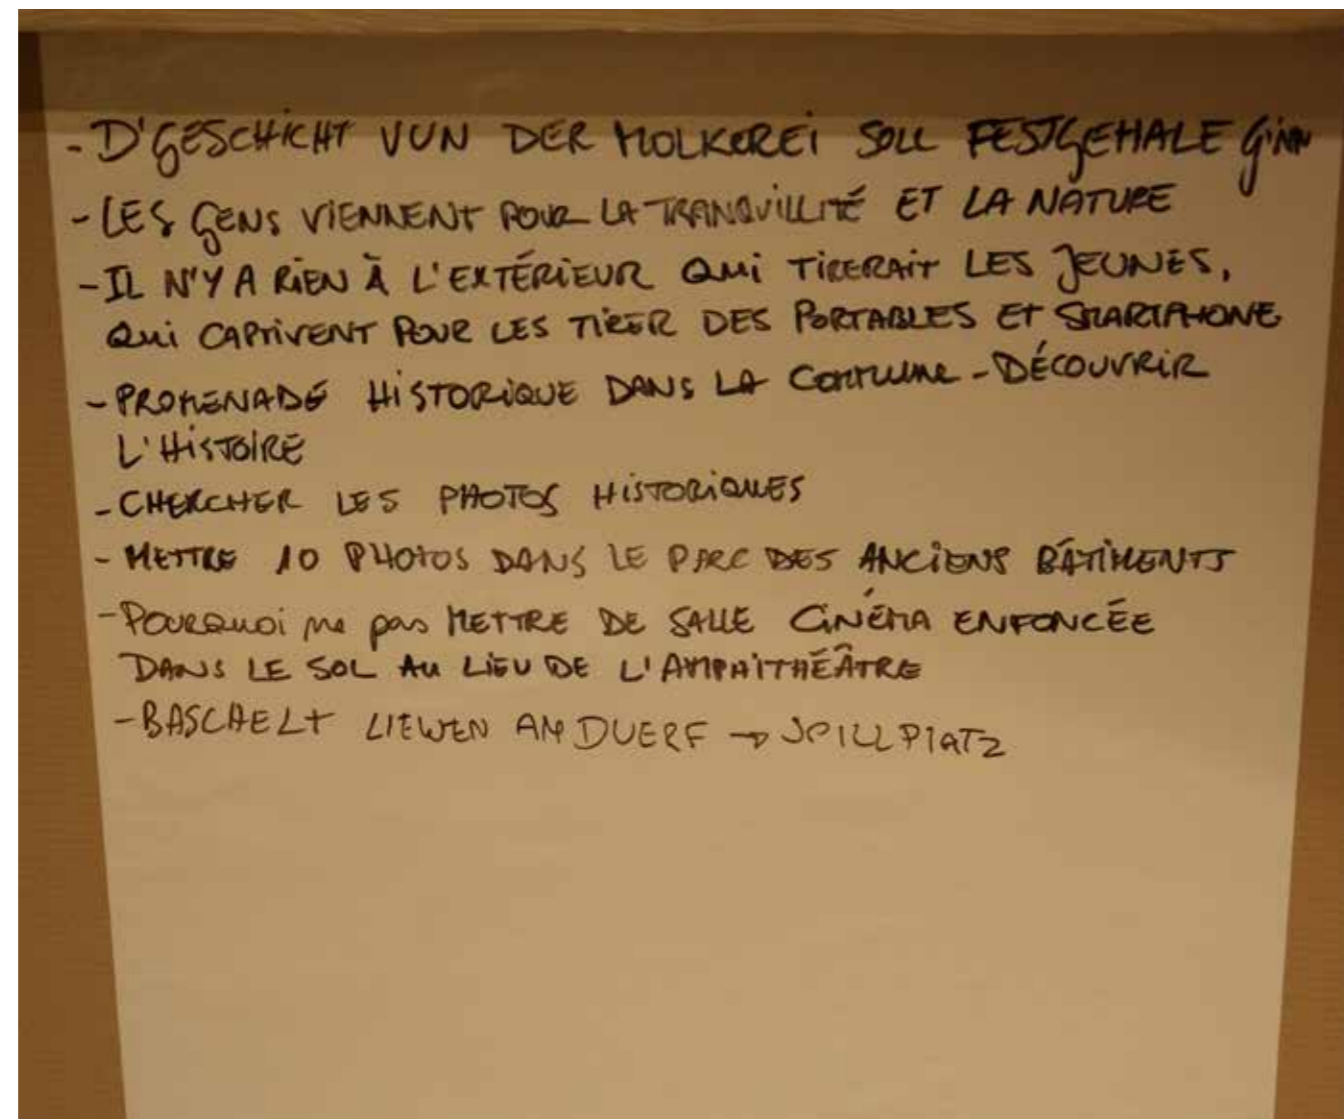 - D'GESCHICHT VUN DER MOLKEREI SOLL FESTGEHALE GINN
- LES GENS VIENNENT POUR LA TRANQUILLITÉ ET LA NATURE
- IL N'Y A RIEN À L'EXTÉRIEUR QUI TIRERAIT LES JEUNES,
QUI CAPTIVENT POUR LES TIRER DES PORTABLES ET SMARTPHONE
- PROMENADE HISTORIQUE DANS LA COMMUNE - DÉCOUVRIR
L'HISTOIRE
- CHERCHER LES PHOTOS HISTORIQUES
- METTRE 10 PHOTOS DANS LE PARC DES ANCIENS BÂTIMENTS
- POURQUOI ne pas METTRE DE SALLE CINÉMA ENFONCÉE
DANS LE SOL AU LIEU DE L'AMPHITHÉÂTRE
- BASCHELT LIEWEN AM DUERF → SPILLPLATZ